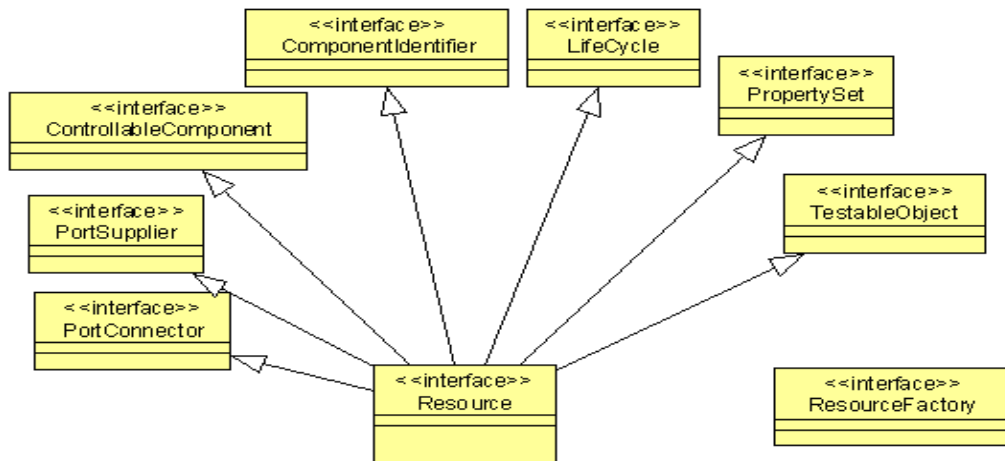 <<interface>>
ComponentIdentifier
<<interface>>
LifeCycle
<<interface>>
PropertySet
<<interface>>
ControllableComponent
<<interface>>
TestableObject
<<interface>>
PortSupplier
<<interface>>
PortConnector
<<interface>>
Resource
<<interface>>
ResourceFactory